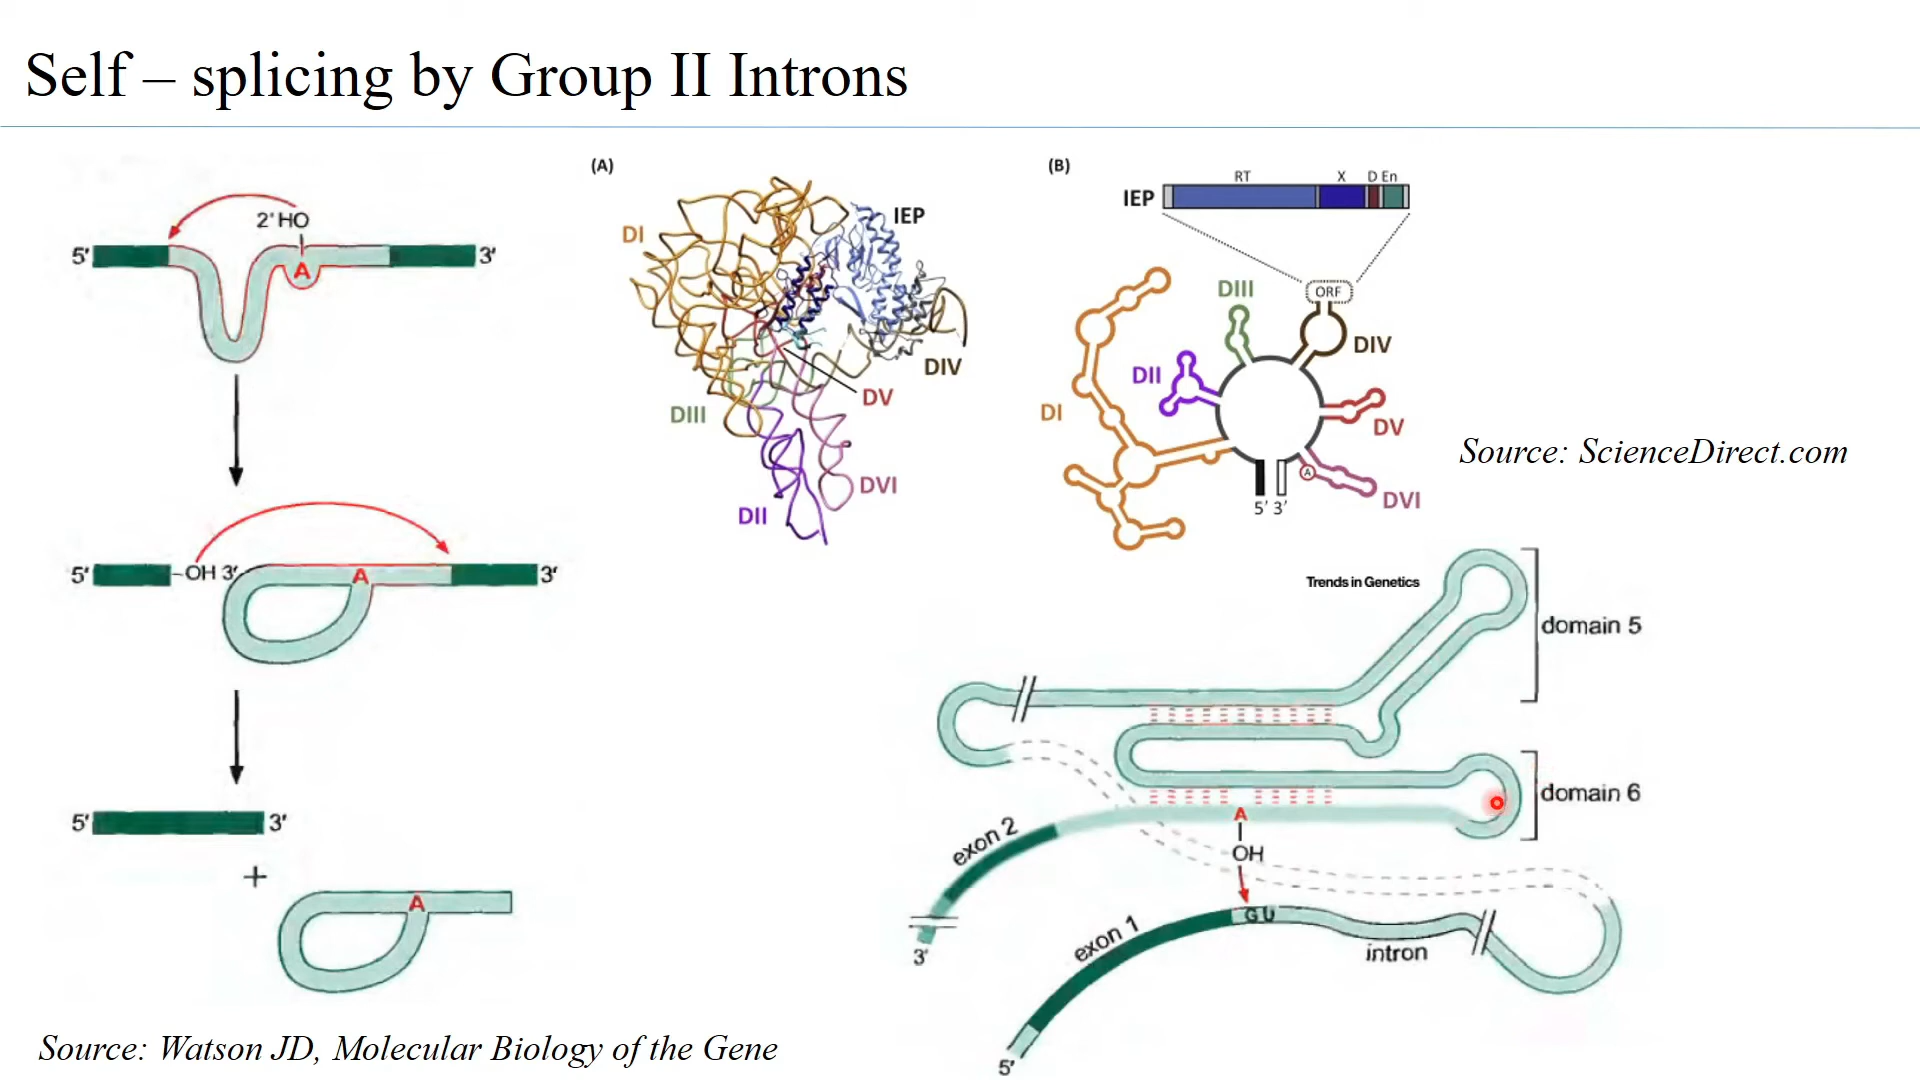 Self – splicing by Group II Introns
2' HO
5' A 3'
5' –OH 3' A 3'
5' 3'
+
A
Source: Watson JD, Molecular Biology of the Gene
(A)
DI
IEP
DIV
DV
DIII
DVI
DII
(B)
RT X D En
IEP
ORF
DIII
DIV
DII
DI
DV
A
DVI
5' 3'
Source: ScienceDirect.com
Trends in Genetics
domain 5
domain 6
A
OH
exon 2
3'
GU
exon 1
intron
5'